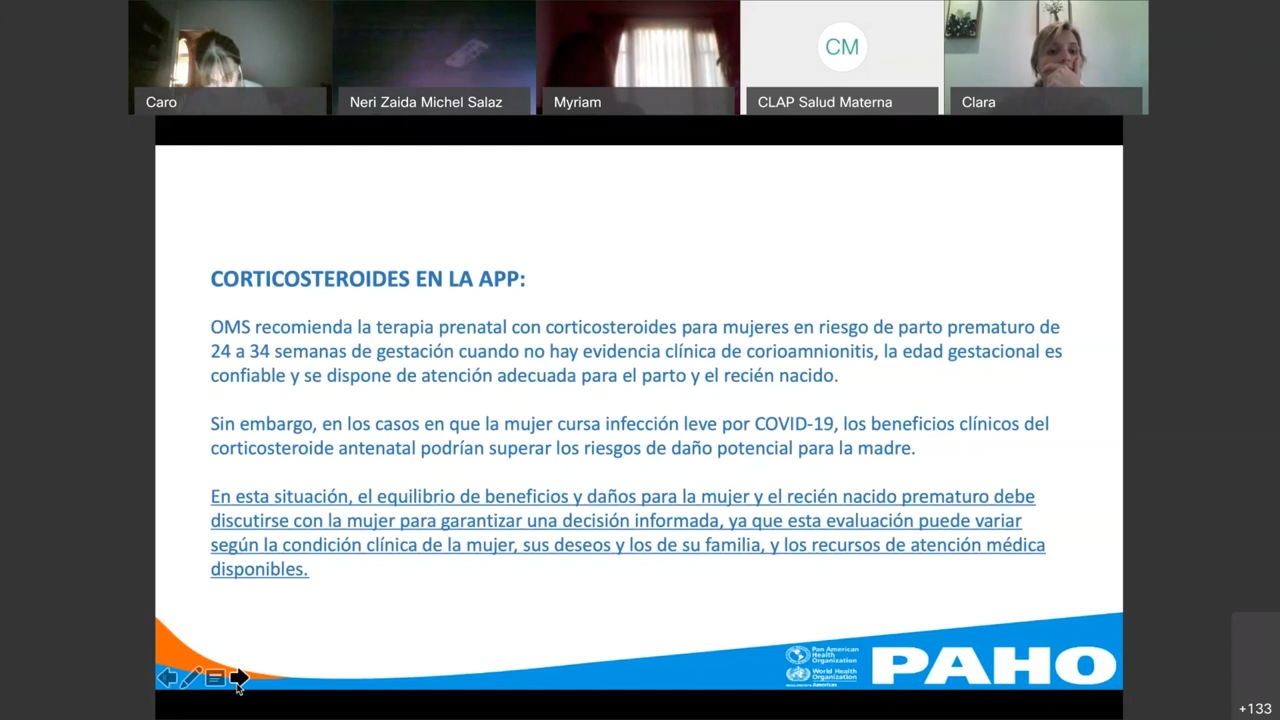 Caro
Neri Zaida Michel Salaz
Myriam
CM
CLAP Salud Materna
Clara
CORTICOSTEROIDES EN LA APP:
OMS recomienda la terapia prenatal con corticosteroides para mujeres en riesgo de parto prematuro de
24 a 34 semanas de gestación cuando no hay evidencia clínica de corioamnionitis, la edad gestacional es
confiable y se dispone de atención adecuada para el parto y el recién nacido.
Sin embargo, en los casos en que la mujer cursa infección leve por COVID-19, los beneficios clínicos del
corticosteroide antenatal podrían superar los riesgos de daño potencial para la madre.
En esta situación, el equilibrio de beneficios y daños para la mujer y el recién nacido prematuro debe
discutirse con la mujer para garantizar una decisión informada, ya que esta evaluación puede variar
según la condición clínica de la mujer, sus deseos y los de su familia, y los recursos de atención médica
disponibles.
Pan American
Health
Organization
World Health
Organization
PAHO
+133